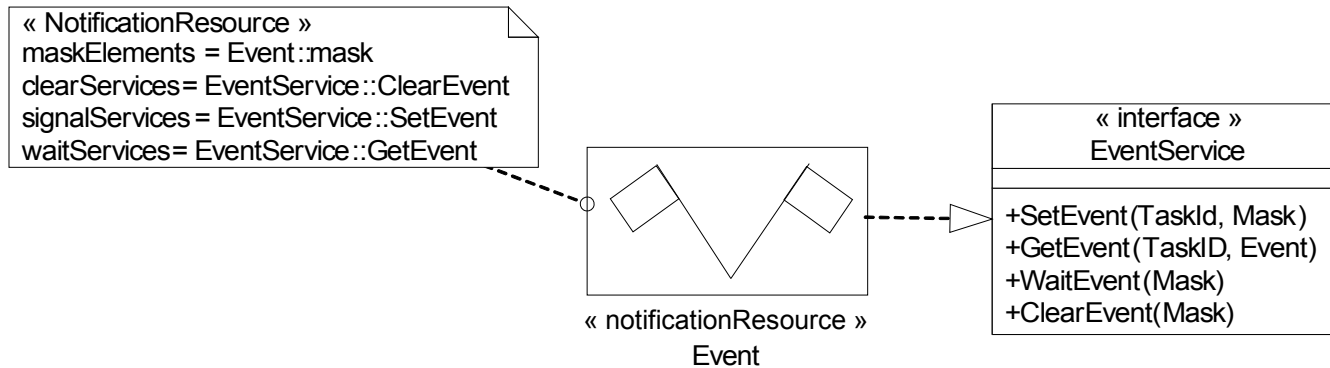 « NotificationResource »
maskElements = Event::mask
clearServices= EventService::ClearEvent
signalServices = EventService::SetEvent
waitServices= EventService::GetEvent
« interface »
EventService
+SetEvent(TaskId, Mask)
+GetEvent(TaskID, Event)
+WaitEvent(Mask)
+ClearEvent(Mask)
« notificationResource »
Event